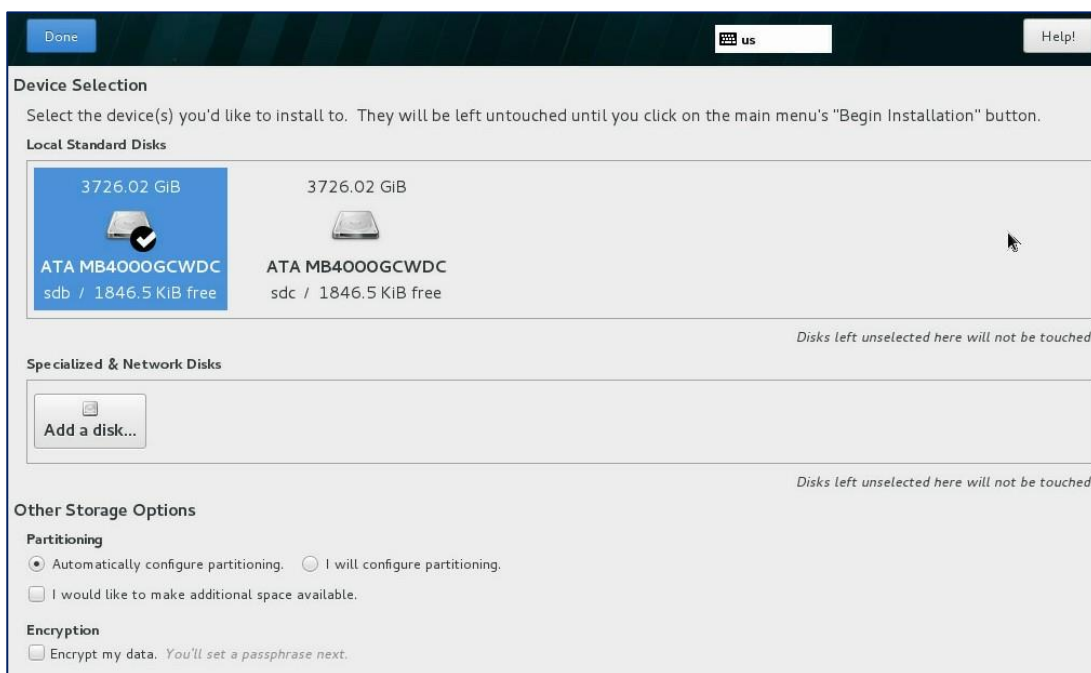 Done
us
Help!
Device Selection
Select the device(s) you'd like to install to. They will be left untouched until you click on the main menu's "Begin Installation" button.
Local Standard Disks
3726.02 GiB
ATA MB4000GCWDC
sdb / 1846.5 KiB free
3726.02 GiB
ATA MB4000GCWDC
sdc / 1846.5 KiB free
Disks left unselected here will not be touched
Specialized & Network Disks
Add a disk...
Disks left unselected here will not be touched
Other Storage Options
Partitioning
Automatically configure partitioning. I will configure partitioning.
I would like to make additional space available.
Encryption
Encrypt my data. You'll set a passphrase next.